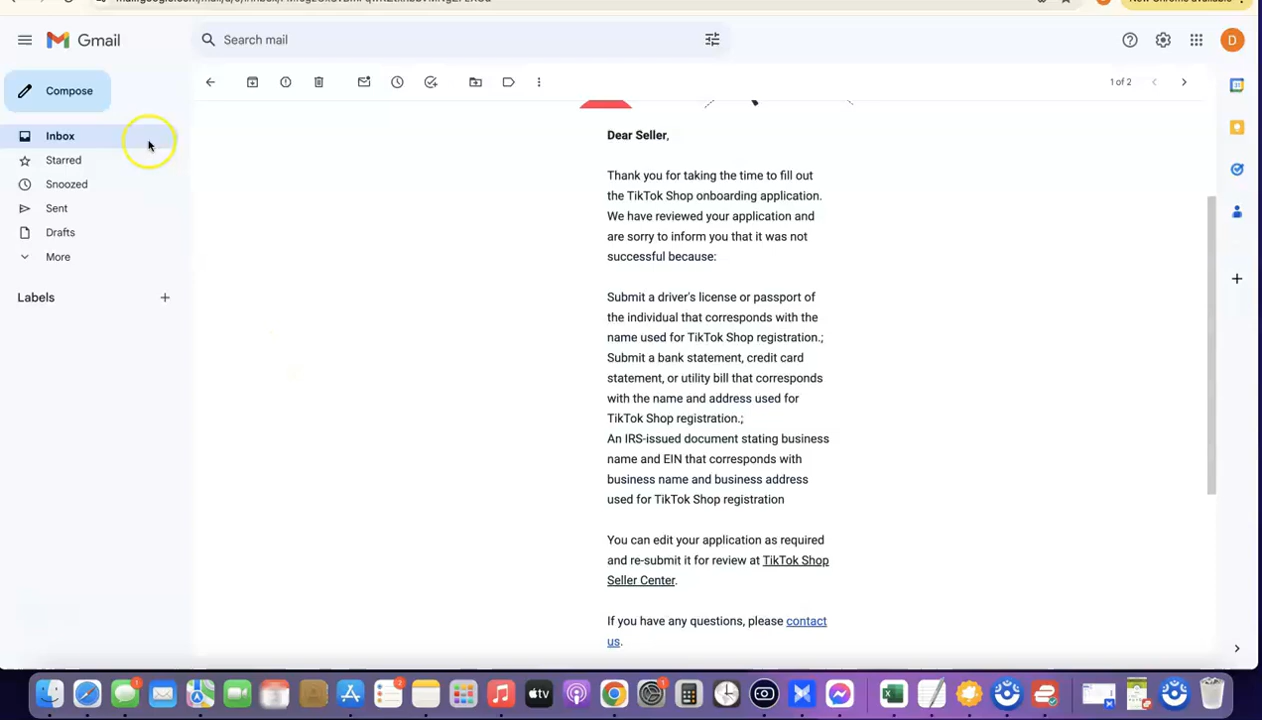 Gmail
Search mail
D
Compose
1 of 2
Inbox
Starred
Snoozed
Sent
Drafts
More
Labels
Dear Seller,
Thank you for taking the time to fill out
the TikTok Shop onboarding application.
We have reviewed your application and
are sorry to inform you that it was not
successful because:
Submit a driver's license or passport of
the individual that corresponds with the
name used for TikTok Shop registration.;
Submit a bank statement, credit card
statement, or utility bill that corresponds
with the name and address used for
TikTok Shop registration.;
An IRS-issued document stating business
name and EIN that corresponds with
business name and business address
used for TikTok Shop registration
You can edit your application as required
and re-submit it for review at TikTok Shop
Seller Center.
If you have any questions, please contact
us.
tv